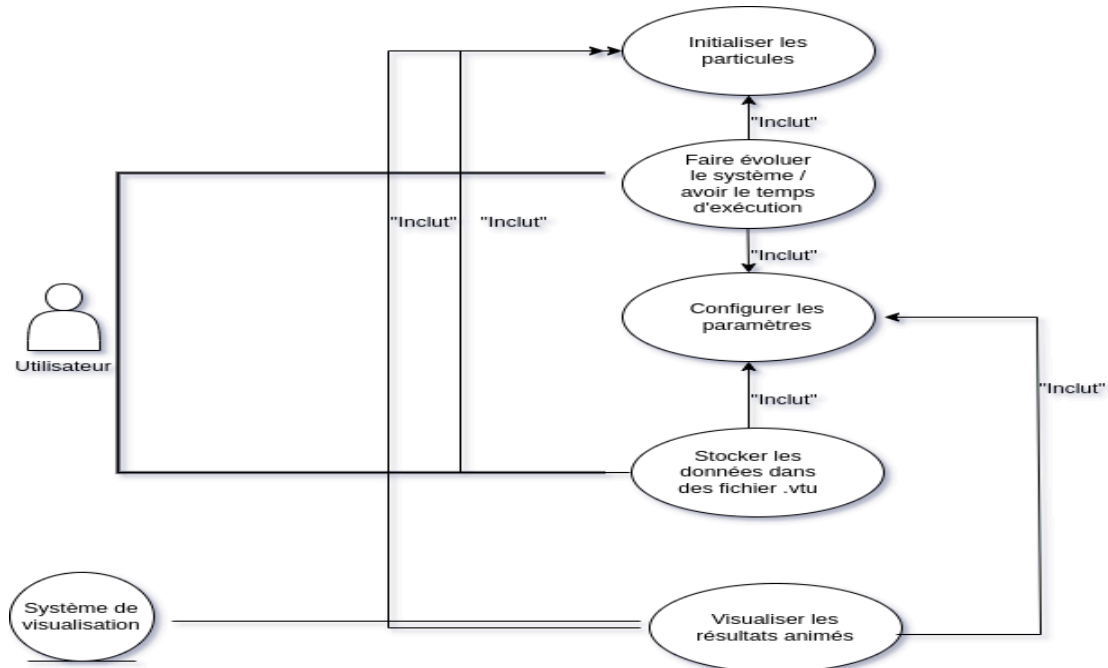 Initialiser les
particules
"Inclut"
Faire évoluer
le système /
avoir le temps
d'exécution
"Inclut" "Inclut"
"Inclut"
Configurer les
paramètres
Utilisateur
"Inclut"
"Inclut"
Stocker les
données dans
des fichier .vtu
Système de
visualisation
Visualiser les
résultats animés